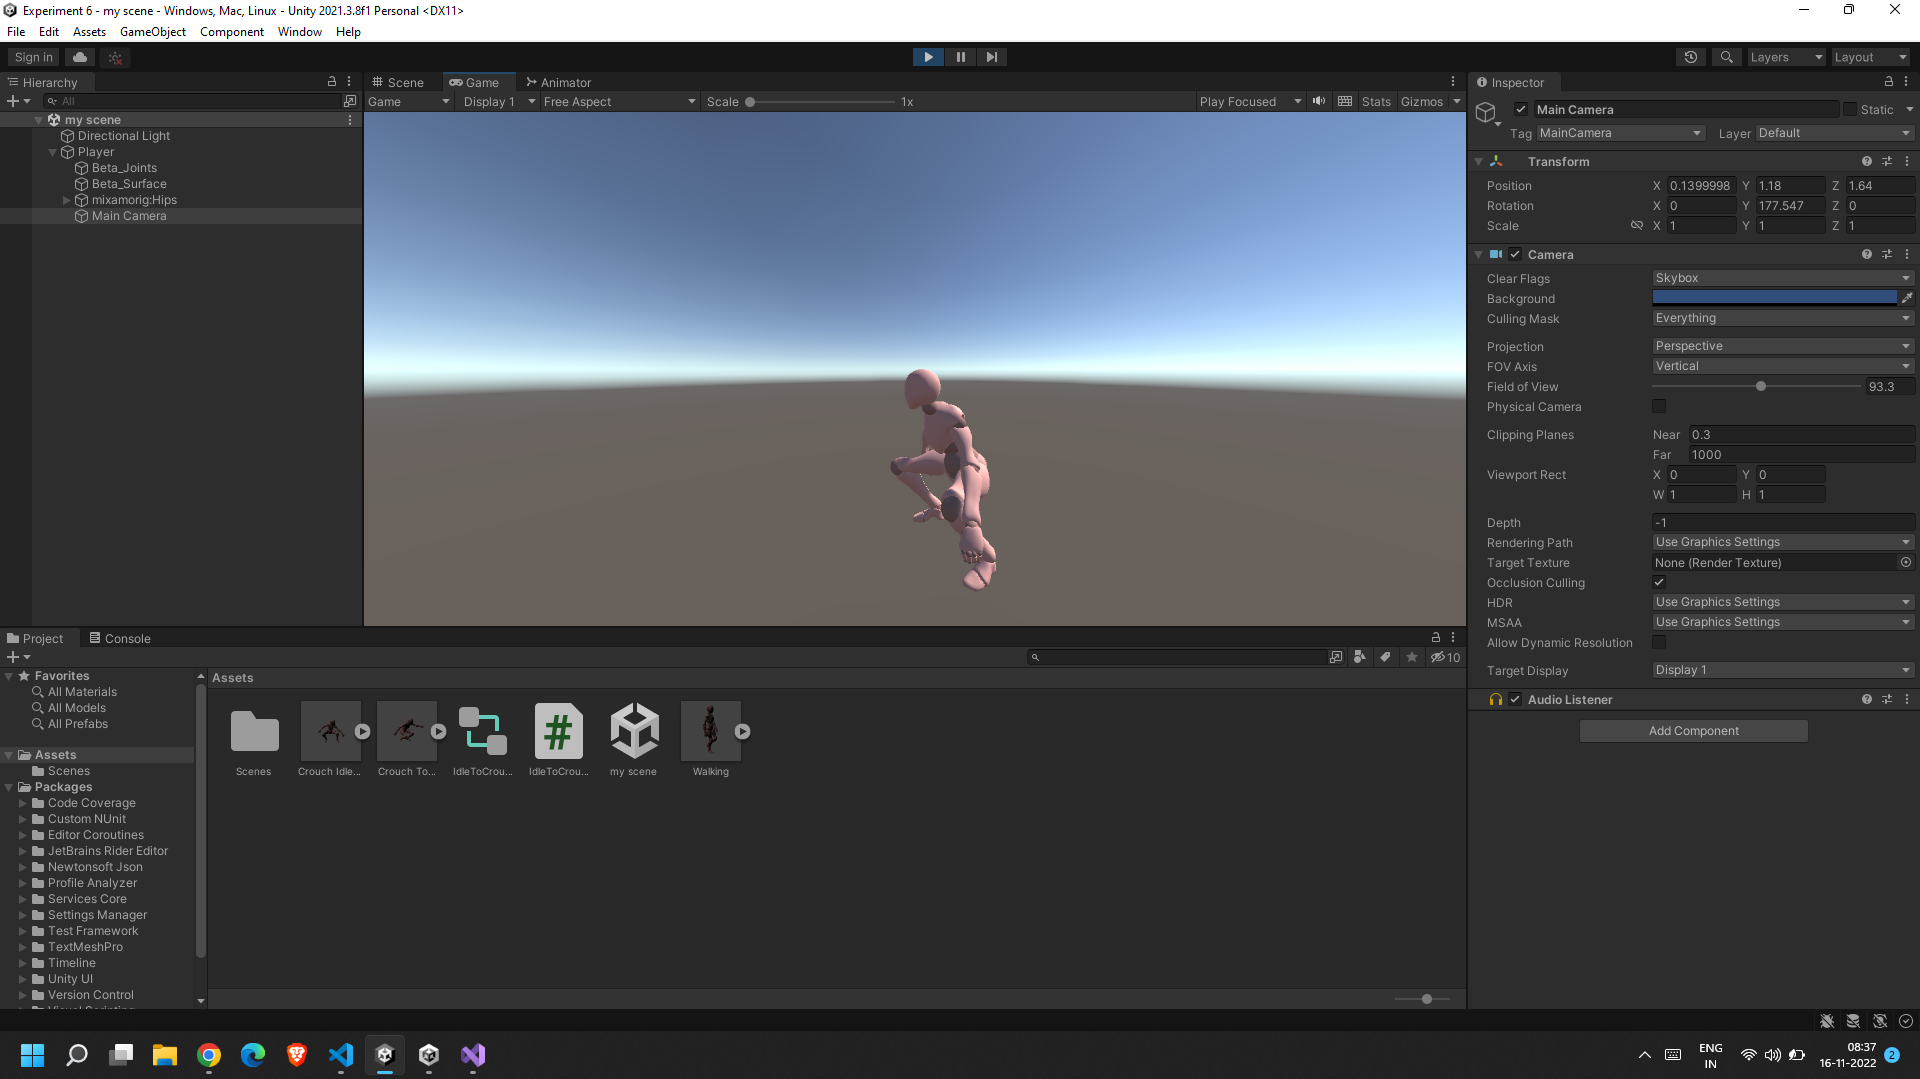 Experiment 6 - my scene - Windows, Mac, Linux - Unity 2021.3.8f1 Personal <DX11>
File Edit Assets GameObject Component Window Help
Sign in
Layers Layout
Hierarchy
All
my scene
Directional Light
Player
Beta_Joints
Beta_Surface
mixamorig:Hips
Main Camera
Scene Game Animator
Game Display 1 Free Aspect Scale 1x Play Focused Stats Gizmos
Inspector
Main Camera Static
Tag MainCamera Layer Default
Transform
Position X 0.1399998 Y 1.18 Z 1.64
Rotation X 0 Y 177.547 Z 0
Scale X 1 Y 1 Z 1
Camera
Clear Flags Skybox
Background
Culling Mask Everything
Projection Perspective
FOV Axis Vertical
Field of View 93.3
Physical Camera
Clipping Planes Near 0.3
Far 1000
Viewport Rect X 0 Y 0
W 1 H 1
Depth -1
Rendering Path Use Graphics Settings
Target Texture None (Render Texture)
Occlusion Culling
HDR Use Graphics Settings
MSAA Use Graphics Settings
Allow Dynamic Resolution
Target Display Display 1
Audio Listener
Add Component
Project Console
10
Favorites
All Materials
All Models
All Prefabs
Assets
Scenes
Packages
Code Coverage
Custom NUnit
Editor Coroutines
JetBrains Rider Editor
Newtonsoft Json
Profile Analyzer
Services Core
Settings Manager
Test Framework
TextMeshPro
Timeline
Unity UI
Version Control
Assets
Scenes Crouch Idle... Crouch To... IdleToCrou... IdleToCrou... my scene Walking
ENG
IN
08:37
16-11-2022
2